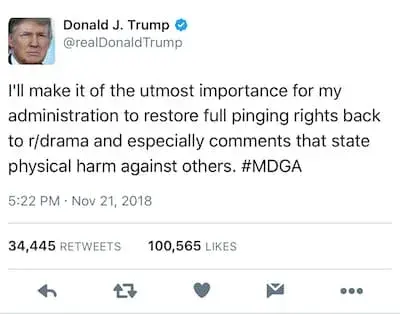 Donald J. Trump
@realDonaldTrump
I'll make it of the utmost importance for my
administration to restore full pinging rights back
to r/drama and especially comments that state
physical harm against others. #MDGA
5:22 PM · Nov 21, 2018
34,445 RETWEETS 100,565 LIKES